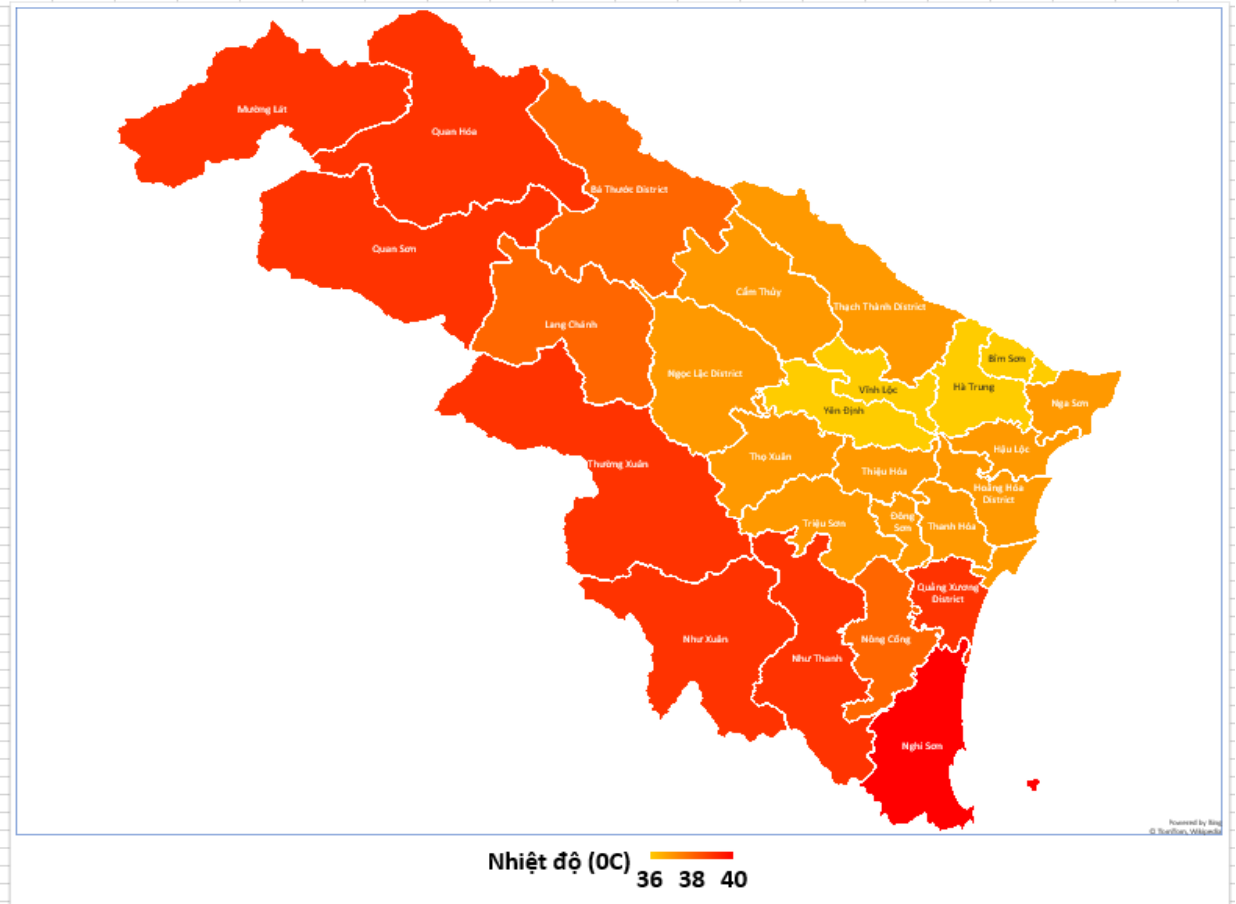 Mường Lát
Quan Hóa
Bá Thước District
Quan Sơn
Cẩm Thủy
Thạch Thành District
Lang Chánh
Bỉm Sơn
Ngọc Lặc District
Vĩnh Lộc
Hà Trung
Nga Sơn
Yên Định
Hậu Lộc
Thọ Xuân
Thường Xuân
Thiệu Hóa
Hoằng Hóa
District
Triệu Sơn
Đông
Sơn
Thanh Hóa
Quảng Xương
District
Như Xuân
Nông Cống
Như Thanh
Nghi Sơn
Powered by Bing
© TomTom, Wikipedia
Nhiệt độ (0C)
36 38 40